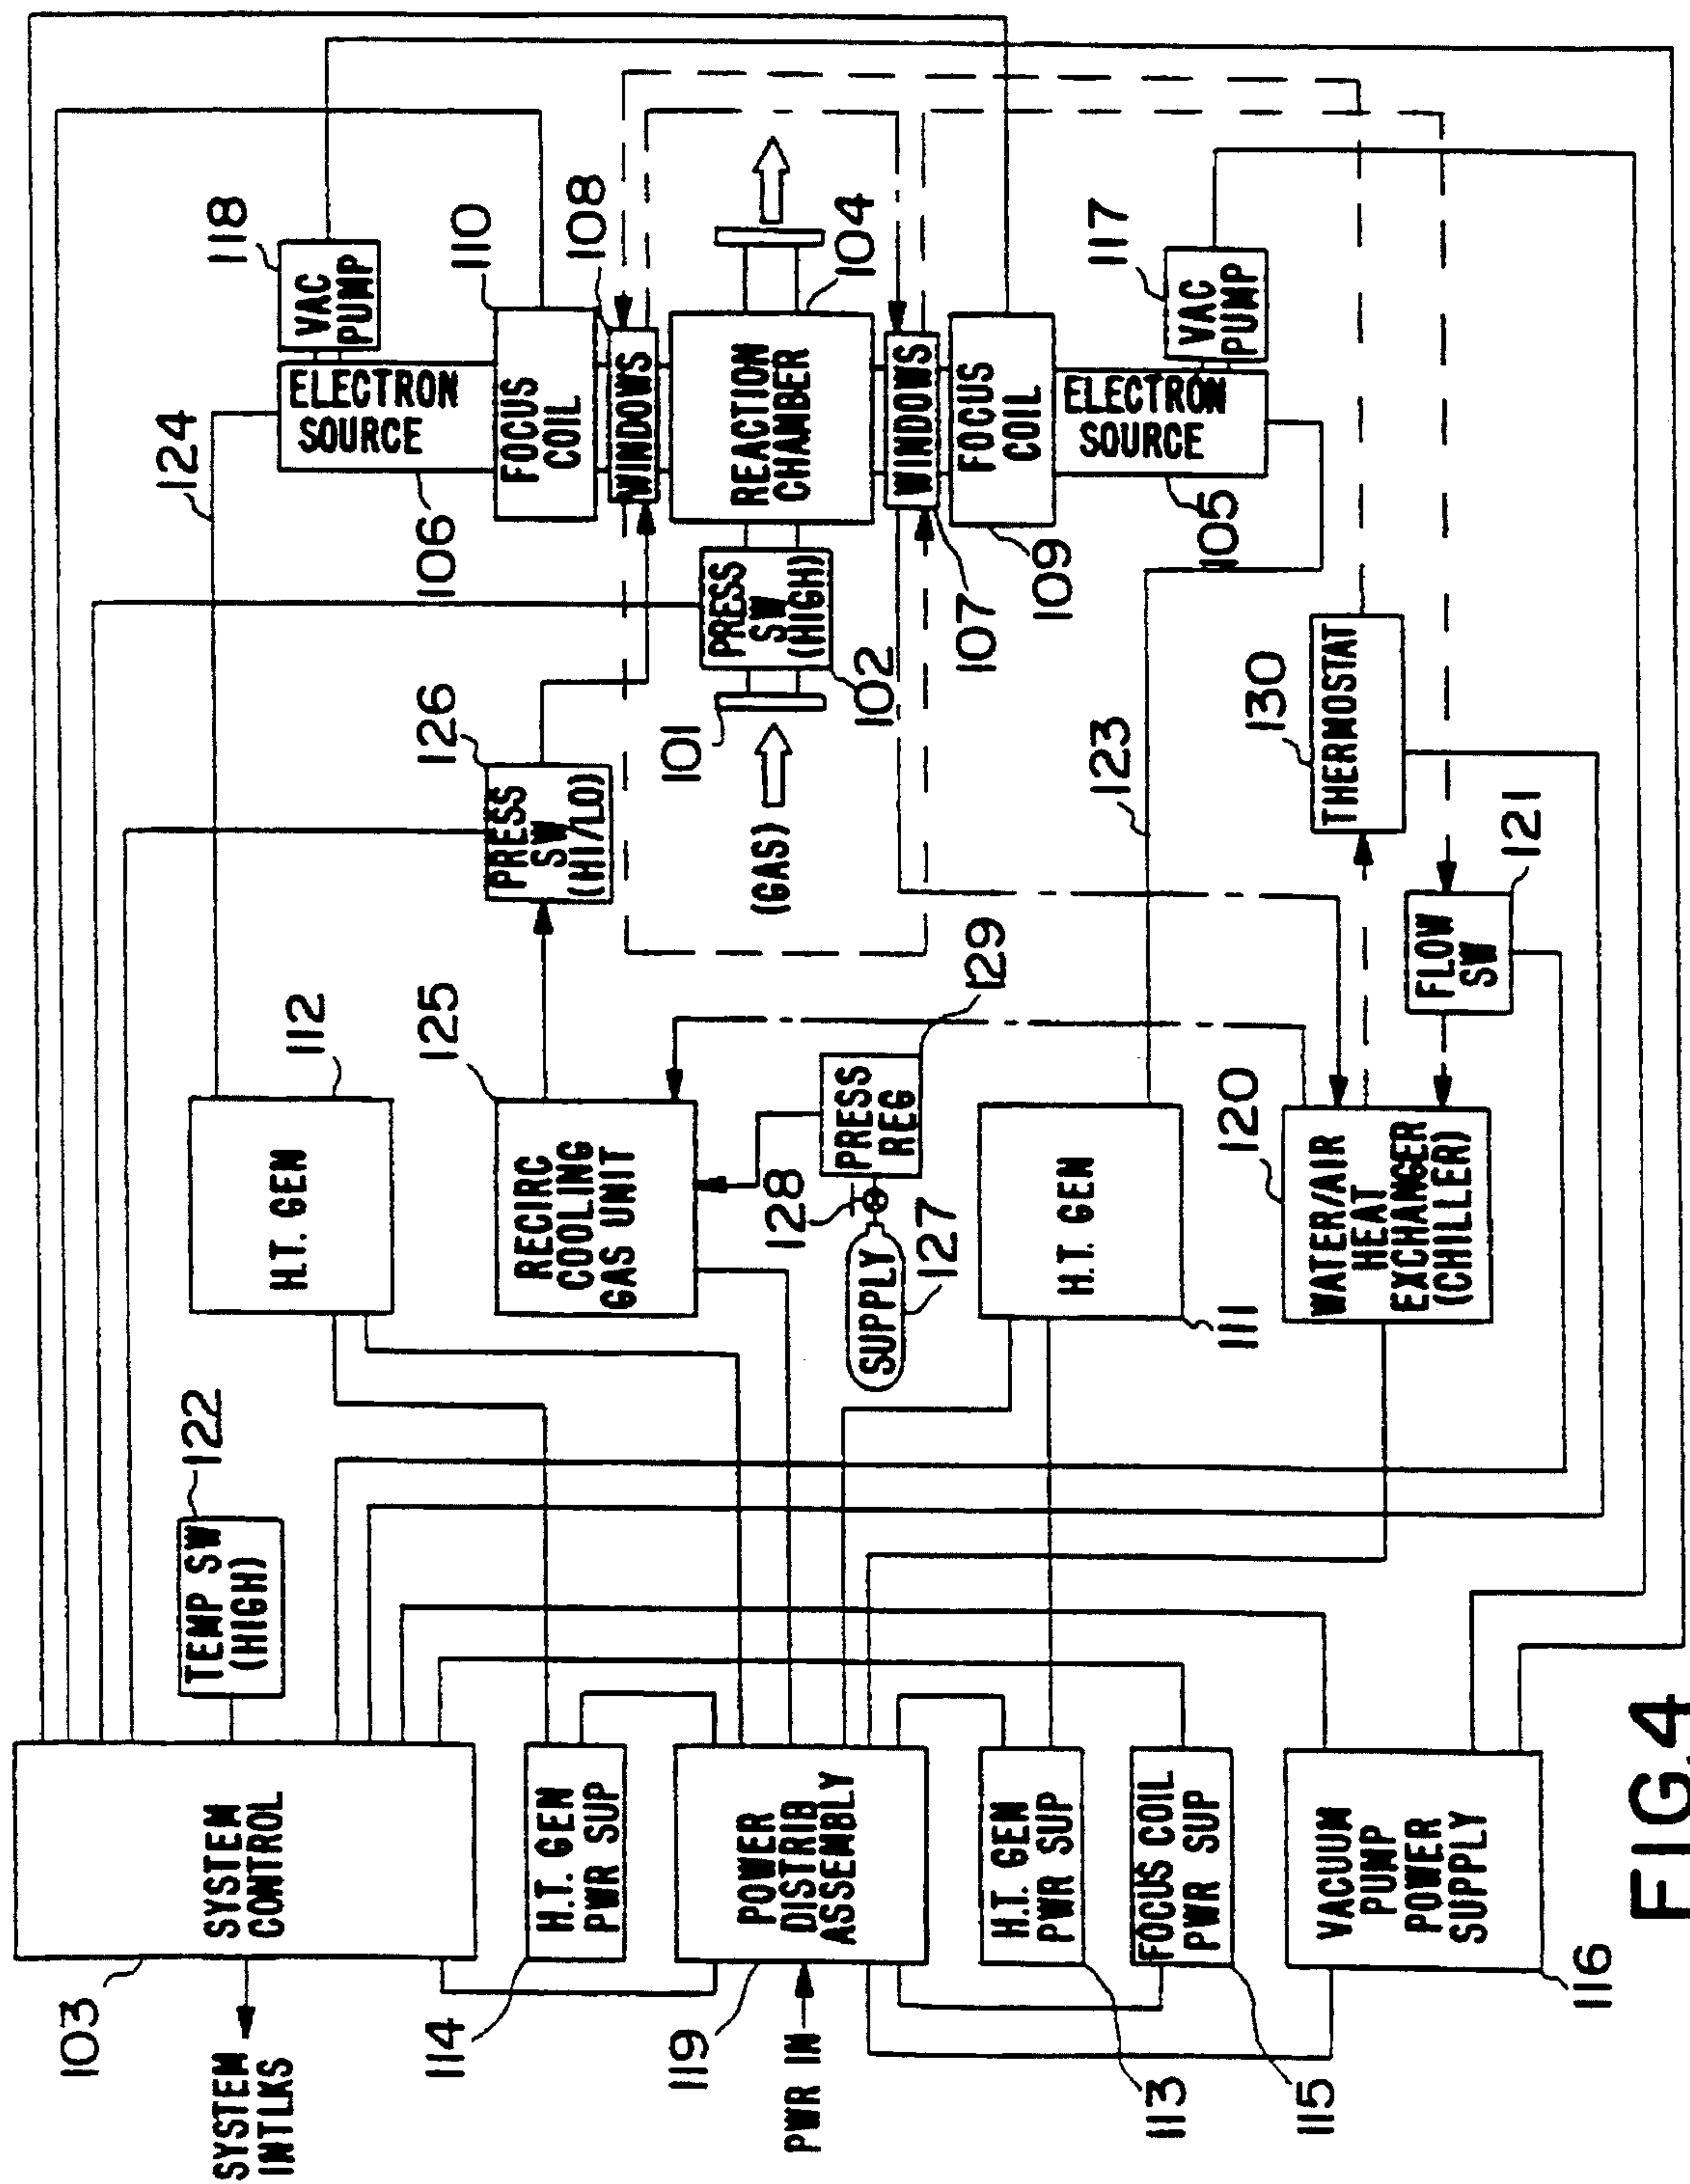 118
VAC
PUMP
124
ELECTRON
SOURCE
106
110
FOCUS
COIL
108
WINDOWS
REACTION
CHAMBER
104
PRESS
SW
(HIGH)
102
101
(GAS)
WINDOWS
107
FOCUS
COIL
109
ELECTRON
SOURCE
105
117
VAC
PUMP
126
PRESS
SW
(HI/LO)
123
130
THERMOSTAT
121
FLOW
SW
112
H.T. GEN
125
RECIRC
COOLING
GAS UNIT
129
PRESS
REG
128
SUPPLY
127
H.T. GEN
111
120
WATER/AIR
HEAT
EXCHANGER
(CHILLER)
122
TEMP SW
(HIGH)
103
SYSTEM
CONTROL
SYSTEM
INTLKS
114
H.T. GEN
PWR SUP
119
POWER
DISTRIB
ASSEMBLY
PWR IN
113
H.T. GEN
PWR SUP
115
FOCUS COIL
PWR SUP
116
VACUUM
PUMP
POWER
SUPPLY
FIG.4